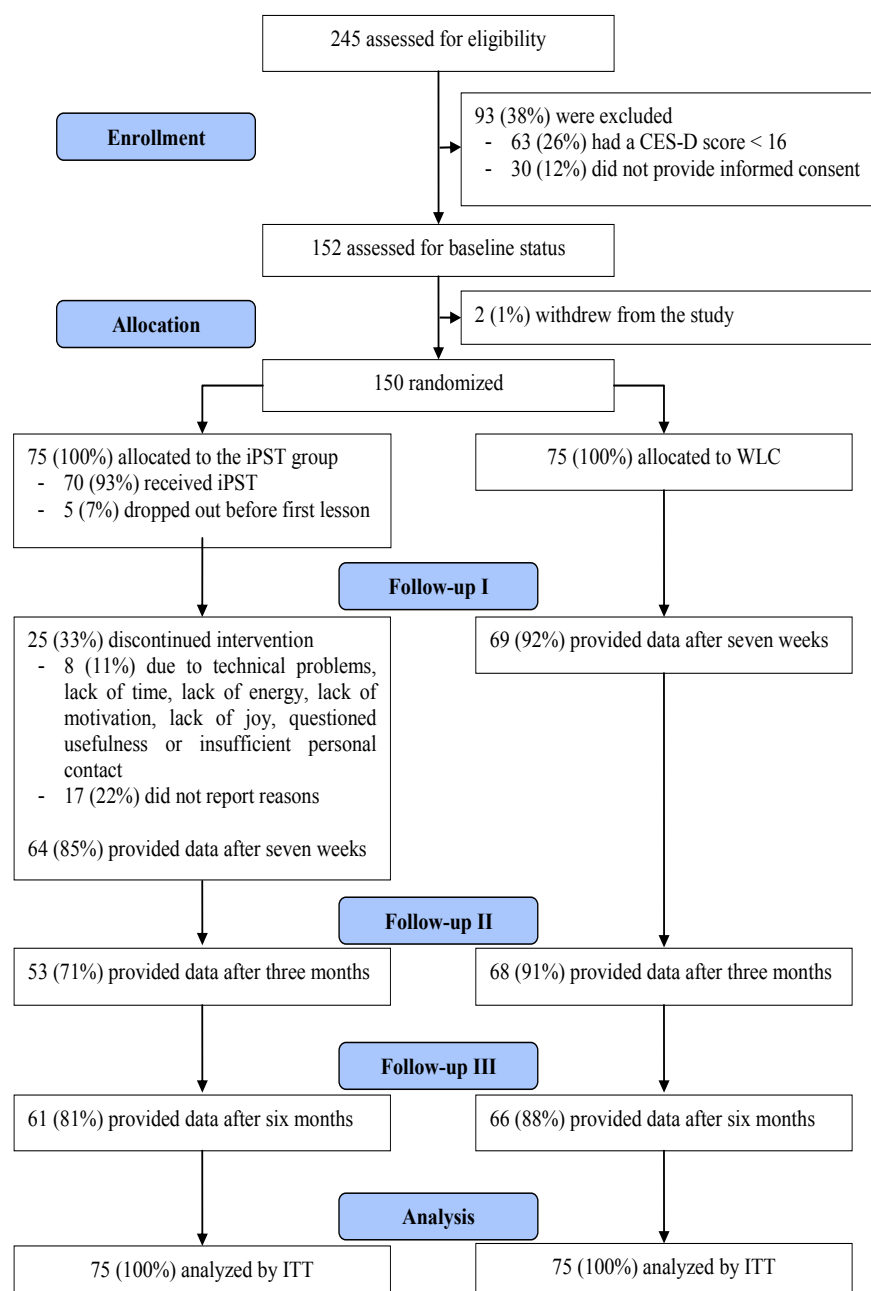 245 assessed for eligibility
Enrollment
93 (38%) were excluded
- 63 (26%) had a CES-D score < 16
- 30 (12%) did not provide informed consent
152 assessed for baseline status
Allocation
2 (1%) withdrew from the study
150 randomized
75 (100%) allocated to the iPST group
- 70 (93%) received iPST
- 5 (7%) dropped out before first lesson
75 (100%) allocated to WLC
Follow-up I
25 (33%) discontinued intervention
- 8 (11%) due to technical problems,
lack of time, lack of energy, lack of
motivation, lack of joy, questioned
usefulness or insufficient personal
contact
- 17 (22%) did not report reasons
64 (85%) provided data after seven weeks
69 (92%) provided data after seven weeks
Follow-up II
53 (71%) provided data after three months
68 (91%) provided data after three months
Follow-up III
61 (81%) provided data after six months
66 (88%) provided data after six months
Analysis
75 (100%) analyzed by ITT
75 (100%) analyzed by ITT